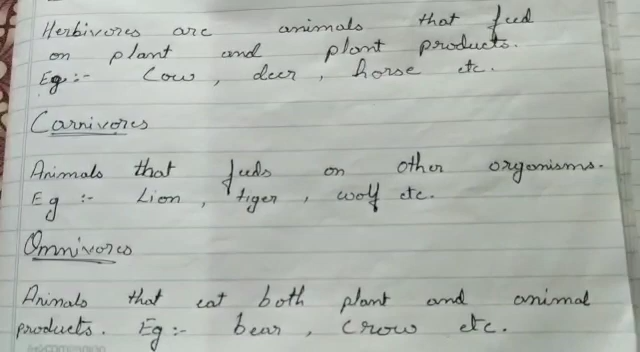 Herbivores are animals that feed
on plant and plant products.
Eg :- Cow, deer, horse etc.
Carnivores
Animals that feeds on other organisms.
Eg :- Lion, tiger, wolf etc.
Omnivores
Animals that eat both plant and animal
products. Eg :- bear, crow etc.